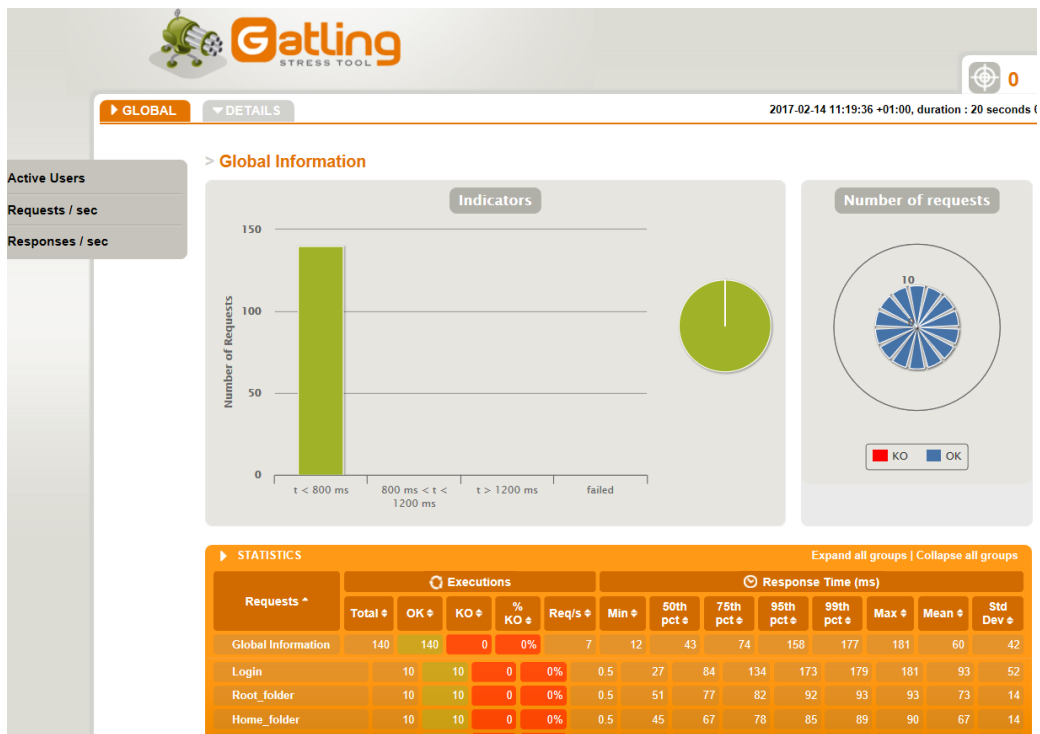 Gatling
STRESS TOOL
0
GLOBAL
DETAILS
2017-02-14 11:19:36 +01:00, duration : 20 seconds
> Global Information
Active Users
Requests / sec
Responses / sec
Indicators
150
100
50
0
Number of Requests
t < 800 ms
800 ms < t <
1200 ms
t > 1200 ms
failed
Number of requests
10
KO OK
STATISTICS
Expand all groups | Collapse all groups
Requests
Executions
Response Time (ms)
Total OK KO % KO Req/s Min 50th pct 75th pct 95th pct 99th pct Max Mean Std Dev
Global Information 140 140 0 0% 7 12 43 74 158 177 181 60 42
Login 10 10 0 0% 0.5 27 84 134 173 179 181 93 52
Root_folder 10 10 0 0% 0.5 51 77 82 92 93 93 73 14
Home_folder 10 10 0 0% 0.5 45 67 78 85 89 90 67 14